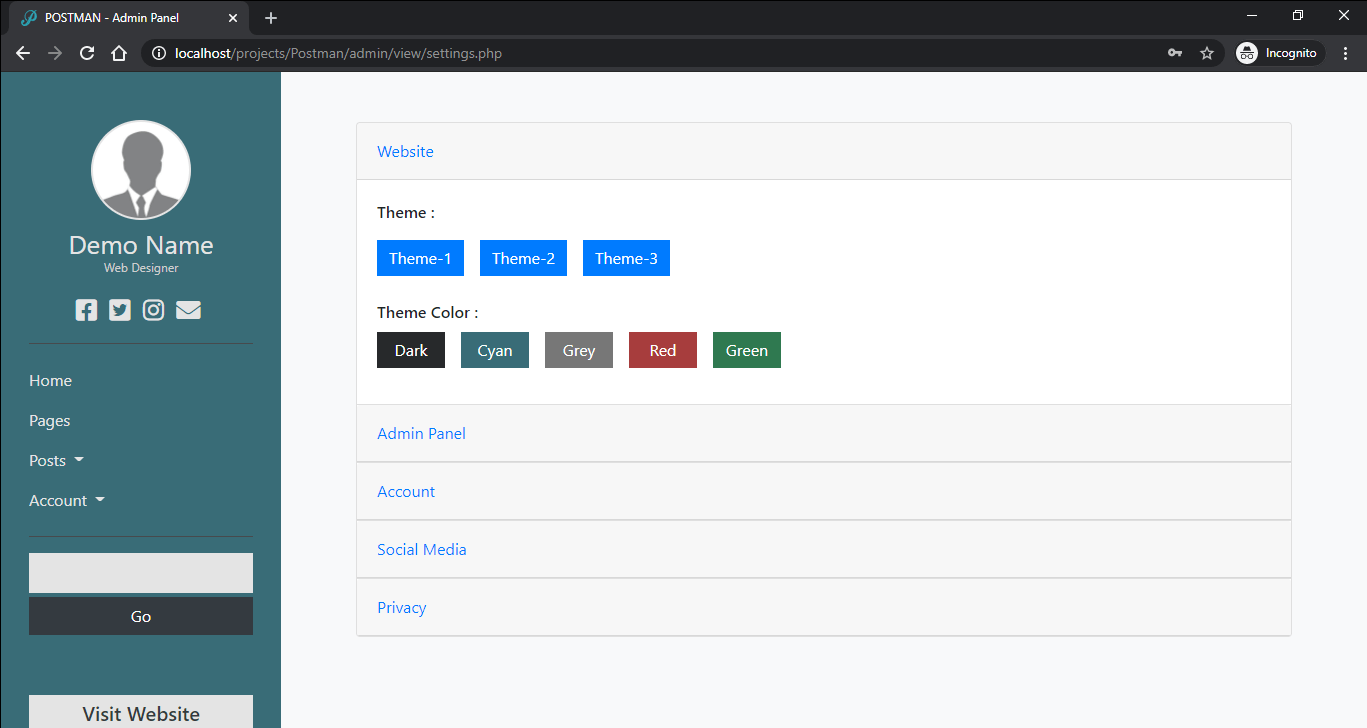 POSTMAN - Admin Panel
localhost/projects/Postman/admin/view/settings.php
Incognito
Demo Name
Web Designer
Home
Pages
Posts
Account
Go
Visit Website
Website
Theme :
Theme-1 Theme-2 Theme-3
Theme Color :
Dark Cyan Grey Red Green
Admin Panel
Account
Social Media
Privacy